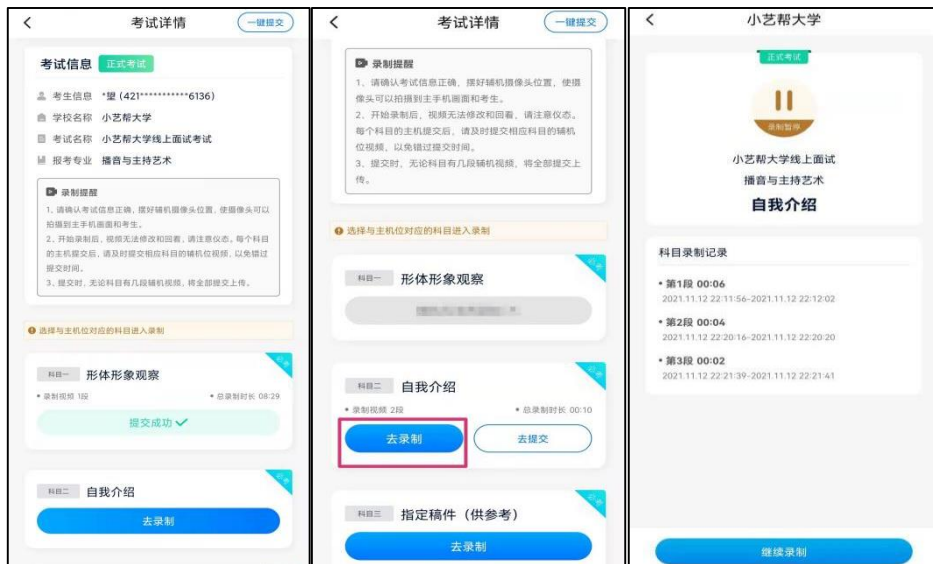 考试详情
一键提交
考试信息 正式考试
考生信息 *望 (421***********6136)
学校名称 小艺帮大学
考试名称 小艺帮大学线上面试考试
报考专业 播音与主持艺术
录制提醒
1、请确认考试信息正确，摆好辅机摄像头位置，使摄像头可以
拍摄到主手机画面和考生。
2、开始录制后，视频无法修改和回看，请注意仪态。每个科目
的主机提交后，请及时提交相应科目的辅机位视频，以免错过
提交时间。
3、提交时，无论科目有几段辅机视频，将全部提交上传。
选择与主机位对应的科目进入录制
必考
科目一 形体形象观察
• 录制视频 1段 • 总录制时长 08:29
提交成功
必考
科目二 自我介绍
去录制
考试详情
一键提交
录制提醒
1、请确认考试信息正确，摆好辅机摄像头位置，使摄
像头可以拍摄到主手机画面和考生。
2、开始录制后，视频无法修改和回看，请注意仪态。
每个科目的主机提交后，请及时提交相应科目的辅机
位视频，以免错过提交时间。
3、提交时，无论科目有几段辅机视频，将全部提交上
传。
选择与主机位对应的科目进入录制
必考
科目一 形体形象观察
必考
科目二 自我介绍
• 录制视频 2段 • 总录制时长 00:10
去录制 去提交
必考
科目三 指定稿件（供参考）
去录制
小艺帮大学
正式考试
录制暂停
小艺帮大学线上面试
播音与主持艺术
自我介绍
科目录制记录
• 第1段 00:06
2021.11.12 22:11:56-2021.11.12 22:12:02
• 第2段 00:04
2021.11.12 22:20:16-2021.11.12 22:20:20
• 第3段 00:02
2021.11.12 22:21:39-2021.11.12 22:21:41
继续录制